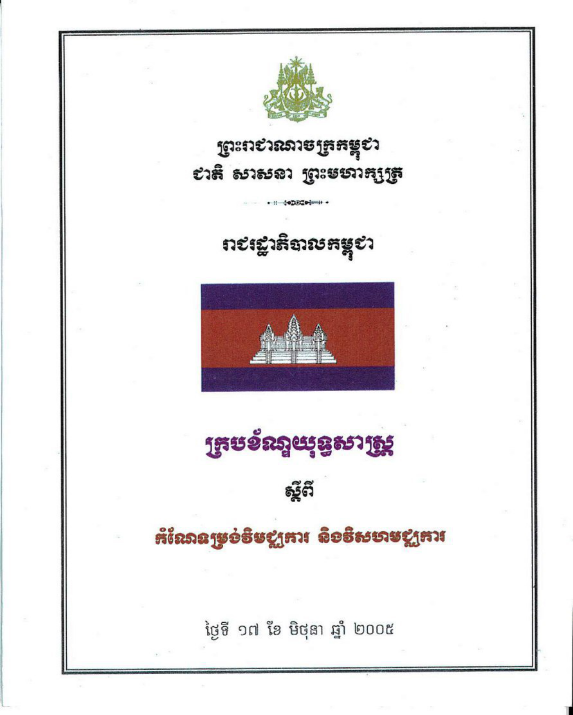 ព្រះរាជាណាចក្រកម្ពុជា
ជាតិ សាសនា ព្រះមហាក្សត្រ
រាជរដ្ឋាភិបាលកម្ពុជា
ក្របខ័ណ្ឌយុទ្ធសាស្ត្រ
ស្តីពី
កំណែទម្រង់វិមជ្ឈការ និងវិសហមជ្ឈការ
ថ្ងៃទី ១៧ ខែ មិថុនា ឆ្នាំ ២០០៥